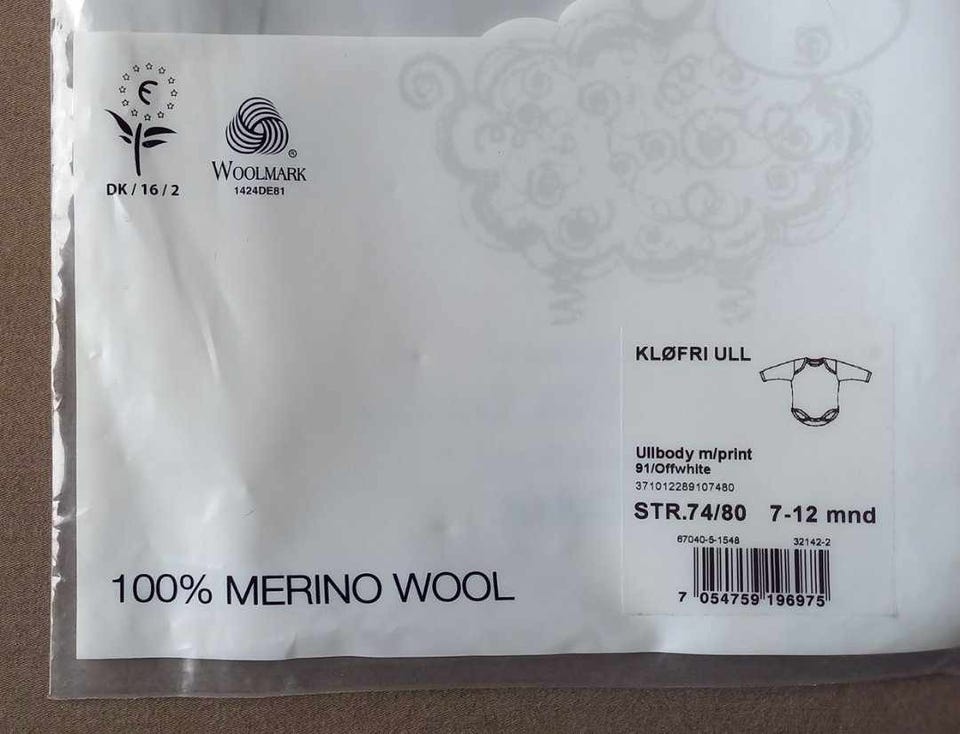 DK / 16 / 2
WOOLMARK
®
1424DE81
KLØFRI ULL
Ullbody m/print
91/Offwhite
371012289107480
STR.74/80 7-12 mnd
67040-5-1548 32142-2
7 054759 196975
100% MERINO WOOL